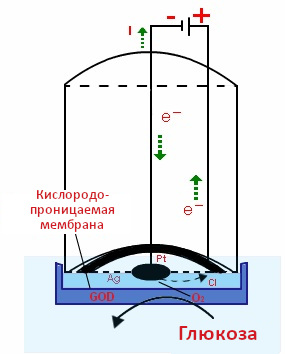 I - +
e⁻
e⁻
Кислородо-
проницаемая
мембрана
Pt
Ag
Cl
GOD
O₂
Глюкоза